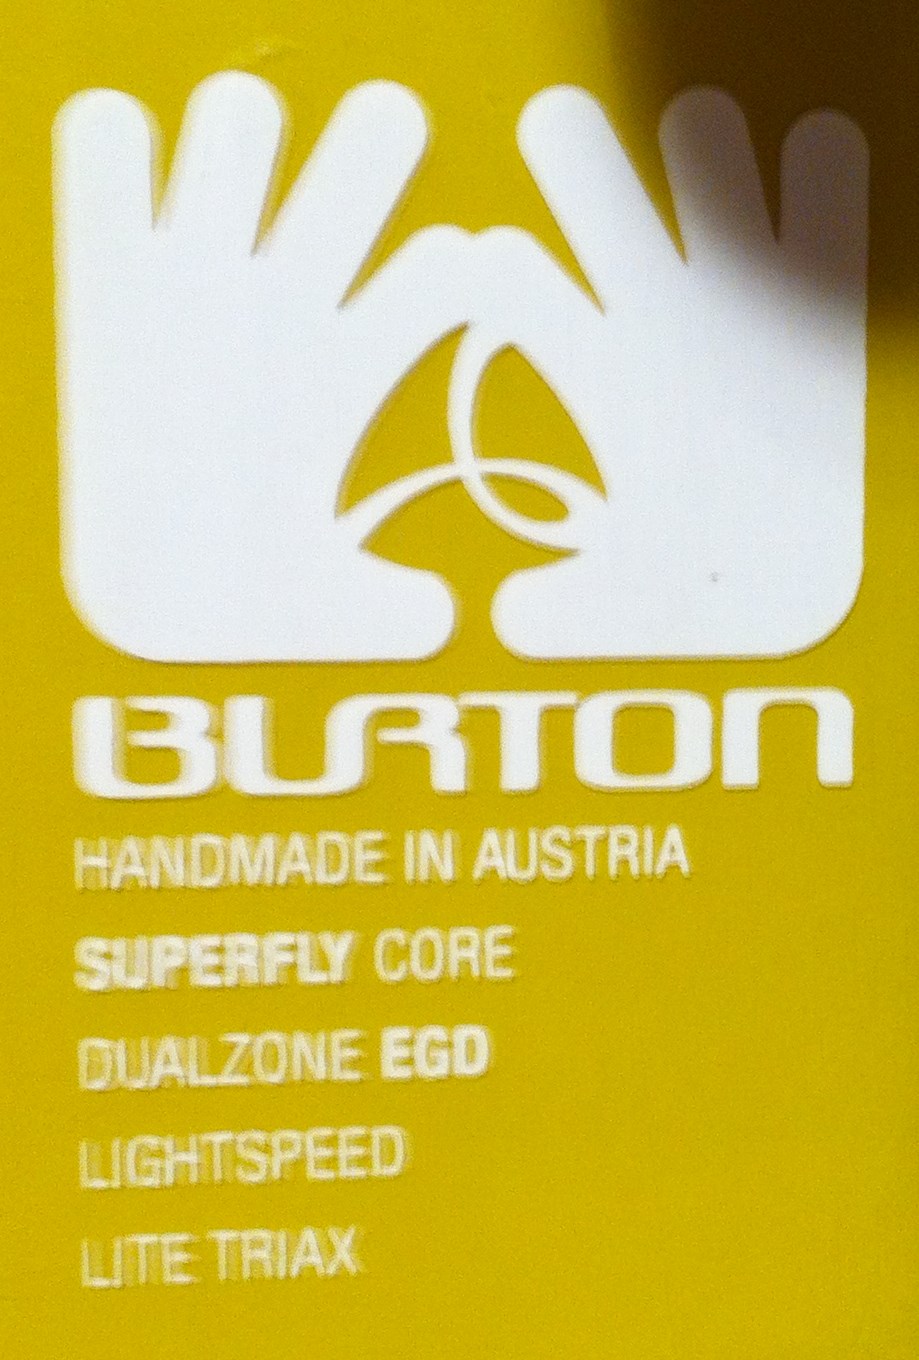 BURTON
HANDMADE IN AUSTRIA
SUPERFLY CORE
DUALZONE EGD
LIGHTSPEED
LITE TRIAX